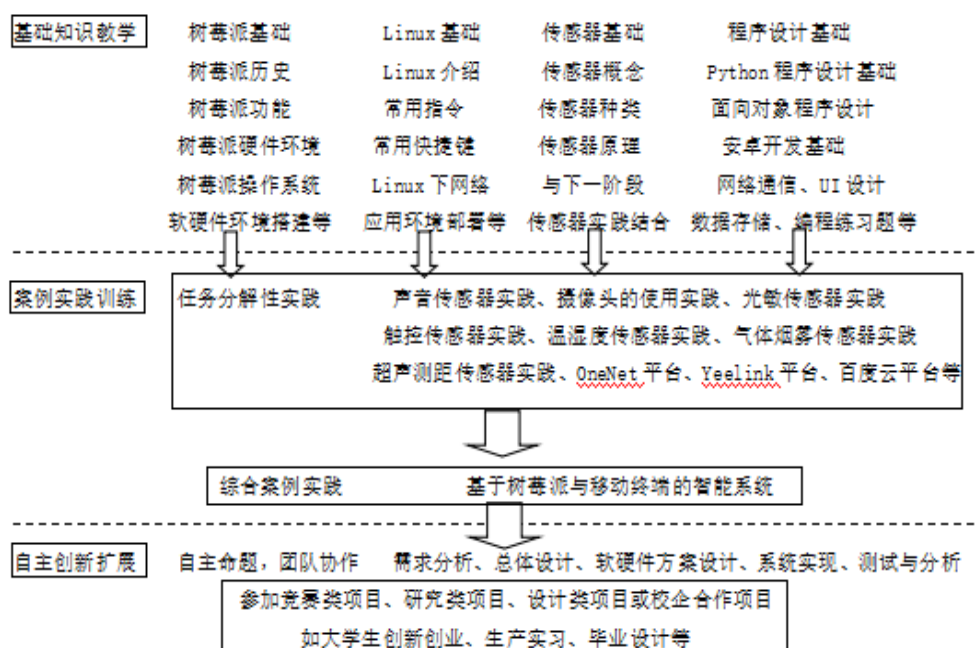 基础知识教学 树莓派基础 Linux 基础 传感器基础 程序设计基础
树莓派历史 Linux 介绍 传感器概念 Python 程序设计基础
树莓派功能 常用指令 传感器种类 面向对象程序设计
树莓派硬件环境 常用快捷键 传感器原理 安卓开发基础
树莓派操作系统 Linux 下网络 与下一阶段 网络通信、UI 设计
软硬件环境搭建等 应用环境部署等 传感器实践结合 数据存储、编程练习题等
案例实践训练 任务分解性实践 声音传感器实践、摄像头的使用实践、光敏传感器实践
触控传感器实践、温湿度传感器实践、气体烟雾传感器实践
超声测距传感器实践、OneNet 平台、Yeelink 平台、百度云平台等
综合案例实践 基于树莓派与移动终端的智能系统
自主创新扩展 自主命题，团队协作 需求分析、总体设计、软硬件方案设计、系统实现、测试与分析
参加竞赛类项目、研究类项目、设计类项目或校企合作项目
如大学生创新创业、生产实习、毕业设计等